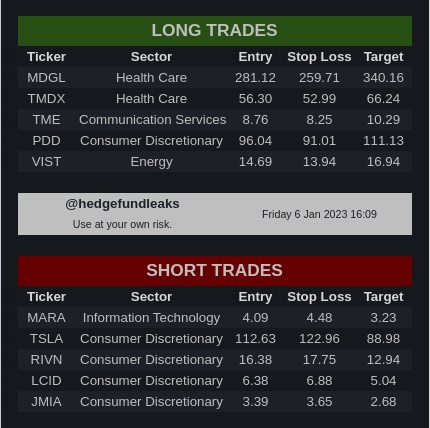 LONG TRADES
Ticker Sector Entry Stop Loss Target
MDGL Health Care 281.12 259.71 340.16
TMDX Health Care 56.30 52.99 66.24
TME Communication Services 8.76 8.25 10.29
PDD Consumer Discretionary 96.04 91.01 111.13
VIST Energy 14.69 13.94 16.94
@hedgefundleaks
Use at your own risk.
Friday 6 Jan 2023 16:09
SHORT TRADES
Ticker Sector Entry Stop Loss Target
MARA Information Technology 4.09 4.48 3.23
TSLA Consumer Discretionary 112.63 122.96 88.98
RIVN Consumer Discretionary 16.38 17.75 12.94
LCID Consumer Discretionary 6.38 6.88 5.04
JMIA Consumer Discretionary 3.39 3.65 2.68